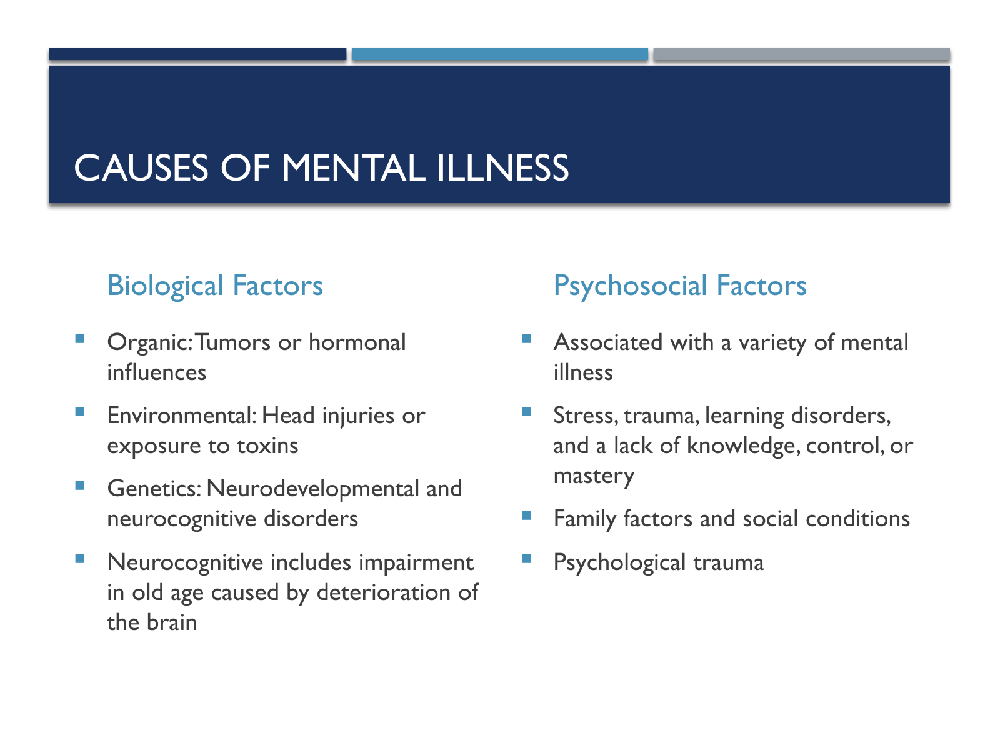 CAUSES OF MENTAL ILLNESS
Biological Factors
Organic: Tumors or hormonal
influences
Environmental: Head injuries or
exposure to toxins
Genetics: Neurodevelopmental and
neurocognitive disorders
Neurocognitive includes impairment
in old age caused by deterioration of
the brain
Psychosocial Factors
Associated with a variety of mental
illness
Stress, trauma, learning disorders,
and a lack of knowledge, control, or
mastery
Family factors and social conditions
Psychological trauma